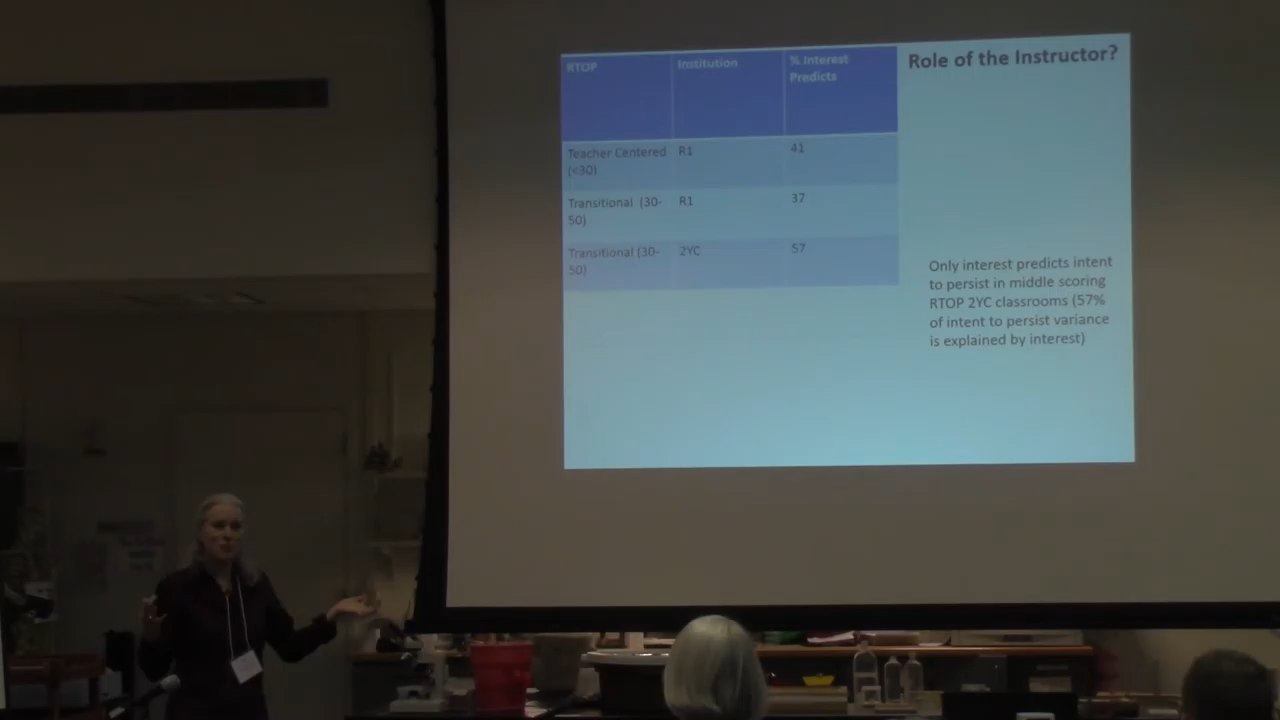 Role of the Instructor?
RTOP
Institution
% Interest
Predicts
Teacher Centered
(<30)
R1
41
Transitional (30-
50)
R1
37
Transitional (30-
50)
2YC
57
Only interest predicts intent
to persist in middle scoring
RTOP 2YC classrooms (57%
of intent to persist variance
is explained by interest)